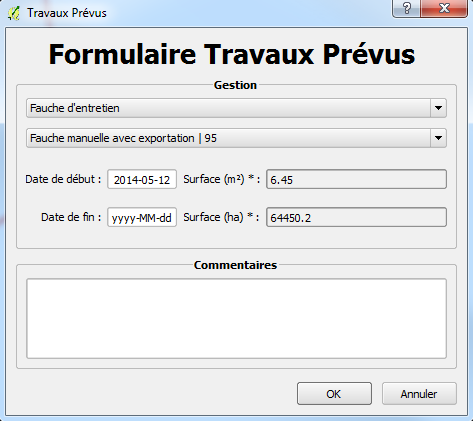 Travaux Prévus
Formulaire Travaux Prévus
Gestion
Fauche d'entretien
Fauche manuelle avec exportation | 95
Date de début : 2014-05-12 Surface (m²) * : 6.45
Date de fin : yyyy-MM-dd Surface (ha) * : 64450.2
Commentaires
OK Annuler